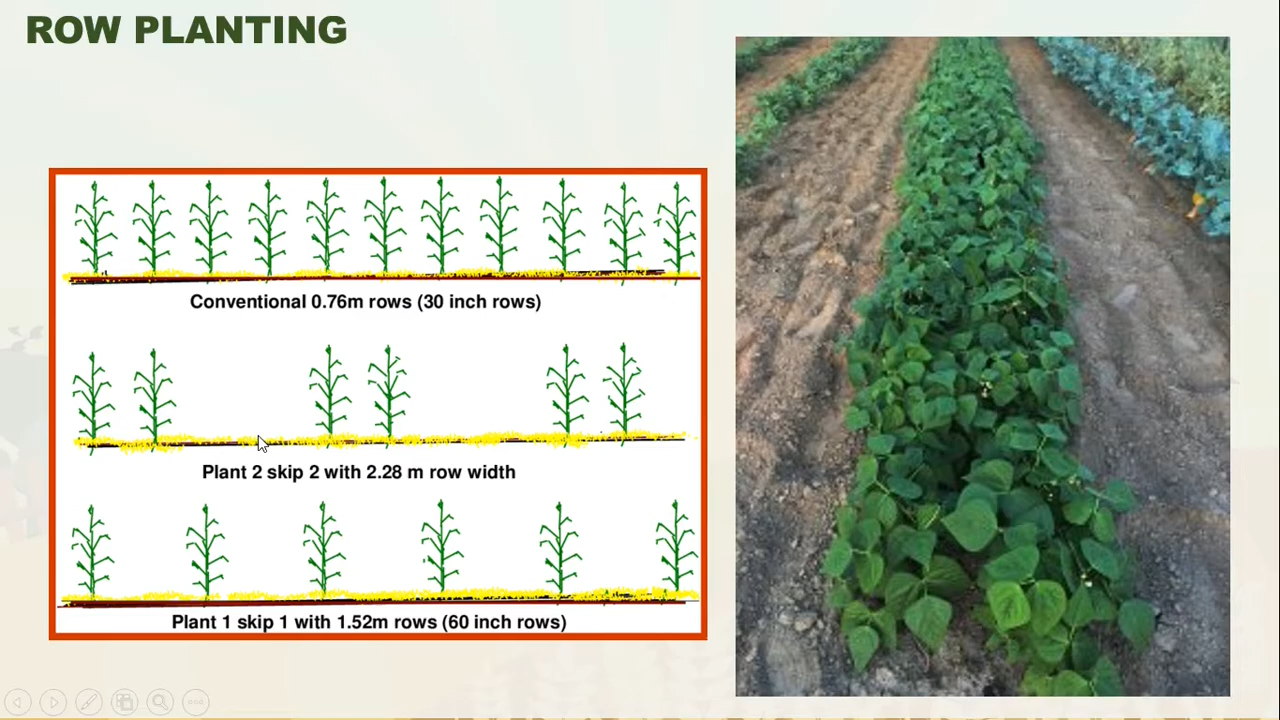 ROW PLANTING
Conventional 0.76m rows (30 inch rows)
Plant 2 skip 2 with 2.28 m row width
Plant 1 skip 1 with 1.52m rows (60 inch rows)